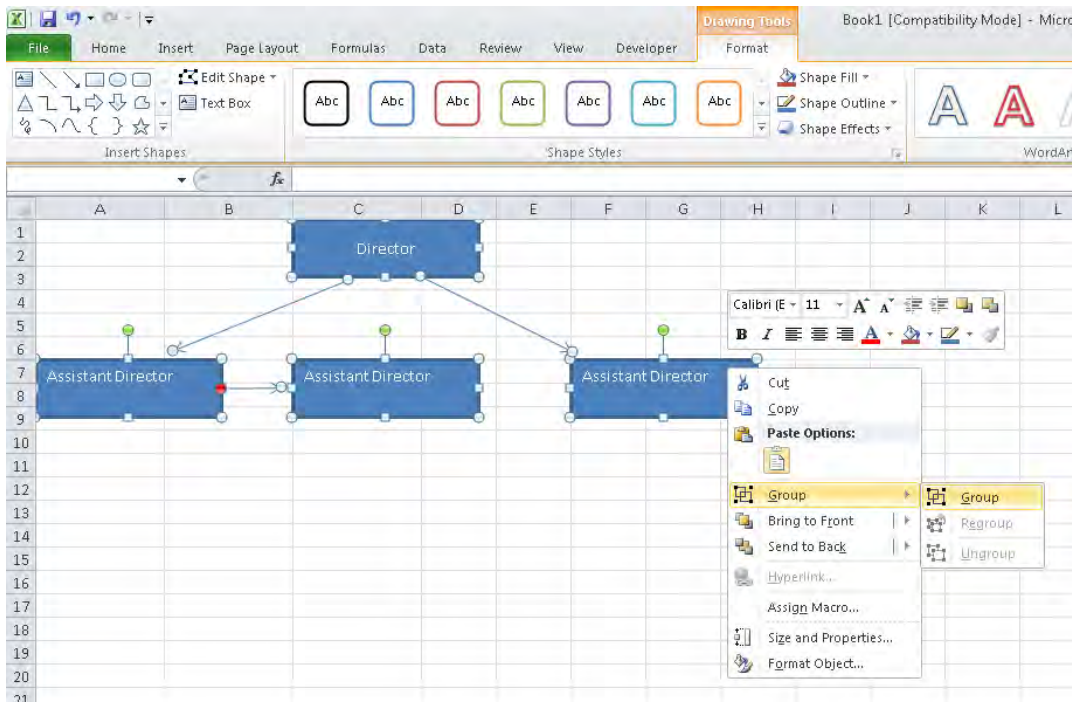 Drawing Tools Book1 [Compatibility Mode] - Micro
File Home Insert Page Layout Formulas Data Review View Developer Format
Edit Shape
Text Box
Abc Abc Abc Abc Abc Abc Abc
Shape Fill
Shape Outline
Shape Effects
A A
Insert Shapes Shape Styles WordAr
fx
A B C D E F G H I J K L
1
2
3
4
5
6
7
8
9
10
11
12
13
14
15
16
17
18
19
20
21
Director
Assistant Director Assistant Director Assistant Director
Calibri (E 11 A A
B I A
Cut
Copy
Paste Options:
Group
Bring to Front
Send to Back
Hyperlink...
Assign Macro...
Size and Properties...
Format Object...
Group
Regroup
Ungroup